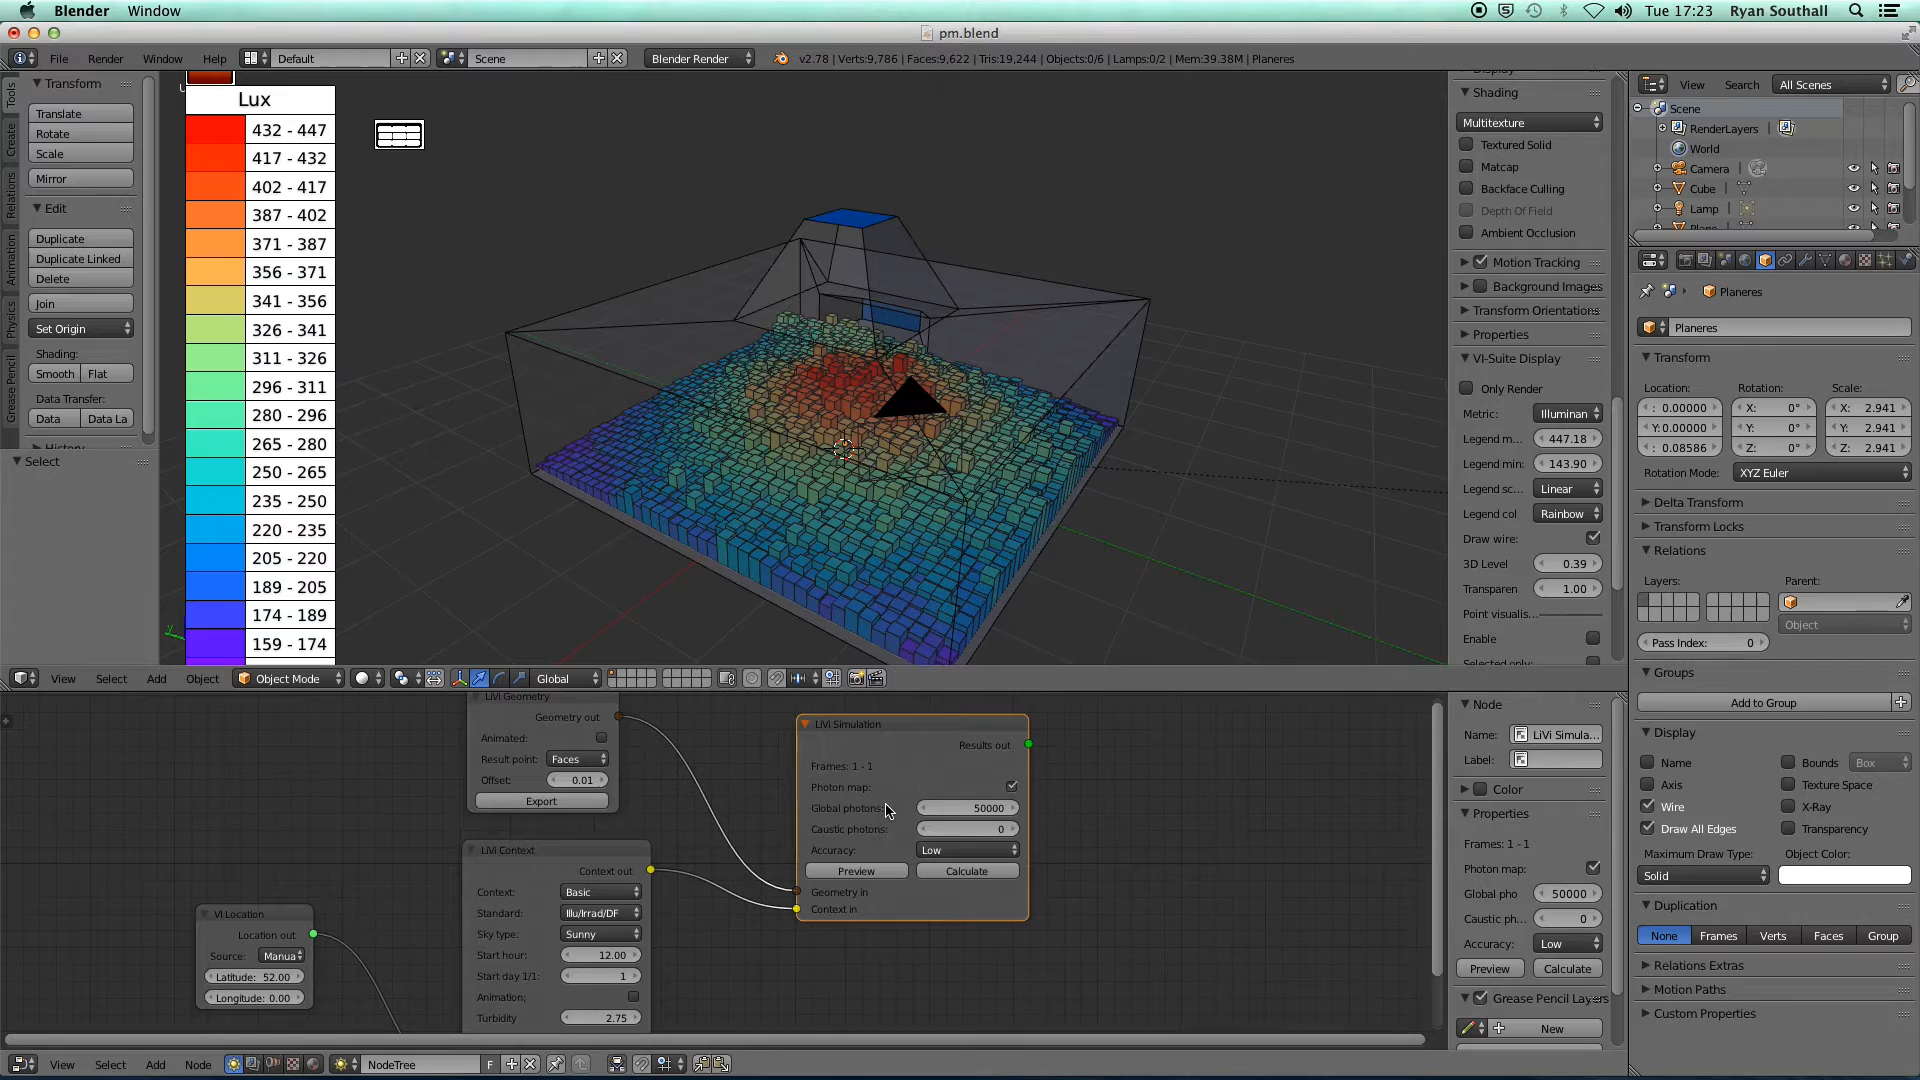 Blender Window
Tue 17:23 Ryan Southall
pm.blend
File Render Window Help
Default
Scene
Blender Render
v2.78 | Verts:9,786 | Faces:9,622 | Tris:19,244 | Objects:0/6 | Lamps:0/2 | Mem:39.38M | Planeres
Tools
Create
Relations
Animation
Physics
Grease Pencil
Transform
Translate
Rotate
Scale
Mirror
Edit
Duplicate
Duplicate Linked
Delete
Join
Set Origin
Shading:
Smooth Flat
Data Transfer:
Data Data La
History
Select
Lux
432 - 447
417 - 432
402 - 417
387 - 402
371 - 387
356 - 371
341 - 356
326 - 341
311 - 326
296 - 311
280 - 296
265 - 280
250 - 265
235 - 250
220 - 235
205 - 220
189 - 205
174 - 189
159 - 174
y
View Select Add Object
Object Mode
Global
Display
Shading
Multitexture
Textured Solid
Matcap
Backface Culling
Depth Of Field
Ambient Occlusion
Motion Tracking
Background Images
Transform Orientations
Properties
VI-Suite Display
Only Render
Metric: Illuminan
Legend m... 447.18
Legend min: 143.90
Legend sc... Linear
Legend col Rainbow
Draw wire:
3D Level 0.39
Transparen 1.00
Point visualis...
Enable
Selected only:
View Search All Scenes
Scene
RenderLayers
World
Camera
Cube
Lamp
Plane
Planeres
Planeres
Transform
Location: Rotation: Scale:
: 0.00000 X: 0° X: 2.941
Y: 0.00000 Y: 0° Y: 2.941
: 0.08586 Z: 0° Z: 2.941
Rotation Mode: XYZ Euler
Delta Transform
Transform Locks
Relations
Layers: Parent:
Object
Pass Index: 0
Groups
Add to Group
Display
Name Bounds Box
Axis Texture Space
Wire X-Ray
Draw All Edges Transparency
Maximum Draw Type: Object Color:
Solid
Duplication
None Frames Verts Faces Group
Relations Extras
Motion Paths
Custom Properties
LiVi Geometry
Geometry out
Animated:
Result point: Faces
Offset: 0.01
Export
LiVi Context
Context out
Context: Basic
Standard: Illu/Irrad/DF
Sky type: Sunny
Start hour: 12.00
Start day 1/1: 1
Animation;
Turbidity 2.75
VI Location
Location out
Source: Manua
Latitude: 52.00
Longitude: 0.00
LiVi Simulation
Results out
Frames: 1 - 1
Photon map:
Global photons: 50000
Caustic photons: 0
Accuracy: Low
Preview Calculate
Geometry in
Context in
Node
Name: LiVi Simula...
Label:
Color
Properties
Frames: 1 - 1
Photon map:
Global pho 50000
Caustic ph... 0
Accuracy: Low
Preview Calculate
Grease Pencil Layers
New
View Select Add Node
NodeTree F